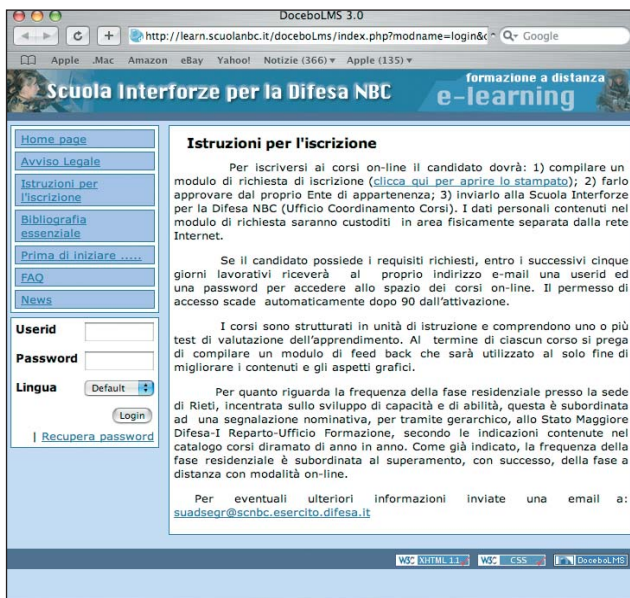 DoceboLMS 3.0
http://learn.scuolanbc.it/doceboLms/index.php?modname=login&
Google
Apple .Mac Amazon eBay Yahoo! Notizie (366) Apple (135)
Scuola Interforze per la Difesa NBC
formazione a distanza
e-learning
Home page
Avviso Legale
Istruzioni per
l'iscrizione
Bibliografia
essenziale
Prima di iniziare .....
FAQ
News
Userid
Password
Lingua Default
Login
| Recupera password
Istruzioni per l'iscrizione
Per iscriversi ai corsi on-line il candidato dovrà: 1) compilare un
modulo di richiesta di iscrizione (clicca qui per aprire lo stampato); 2) farlo
approvare dal proprio Ente di appartenenza; 3) inviarlo alla Scuola Interforze
per la Difesa NBC (Ufficio Coordinamento Corsi). I dati personali contenuti nel
modulo di richiesta saranno custoditi in area fisicamente separata dalla rete
Internet.
Se il candidato possiede i requisiti richiesti, entro i successivi cinque
giorni lavorativi riceverà al proprio indirizzo e-mail una userid ed
una password per accedere allo spazio dei corsi on-line. Il permesso di
accesso scade automaticamente dopo 90 dall'attivazione.
I corsi sono strutturati in unità di istruzione e comprendono uno o più
test di valutazione dell'apprendimento. Al termine di ciascun corso si prega
di compilare un modulo di feed back che sarà utilizzato al solo fine di
migliorare i contenuti e gli aspetti grafici.
Per quanto riguarda la frequenza della fase residenziale presso la sede
di Rieti, incentrata sullo sviluppo di capacità e di abilità, questa è subordinata
ad una segnalazione nominativa, per tramite gerarchico, allo Stato Maggiore
Difesa-I Reparto-Ufficio Formazione, secondo le indicazioni contenute nel
catalogo corsi diramato di anno in anno. Come già indicato, la frequenza della
fase residenziale è subordinata al superamento, con successo, della fase a
distanza con modalità on-line.
Per eventuali ulteriori informazioni inviate una email a:
suadsegr@scnbc.esercito.difesa.it
W3C XHTML 1.1 W3C CSS DoceboLMS